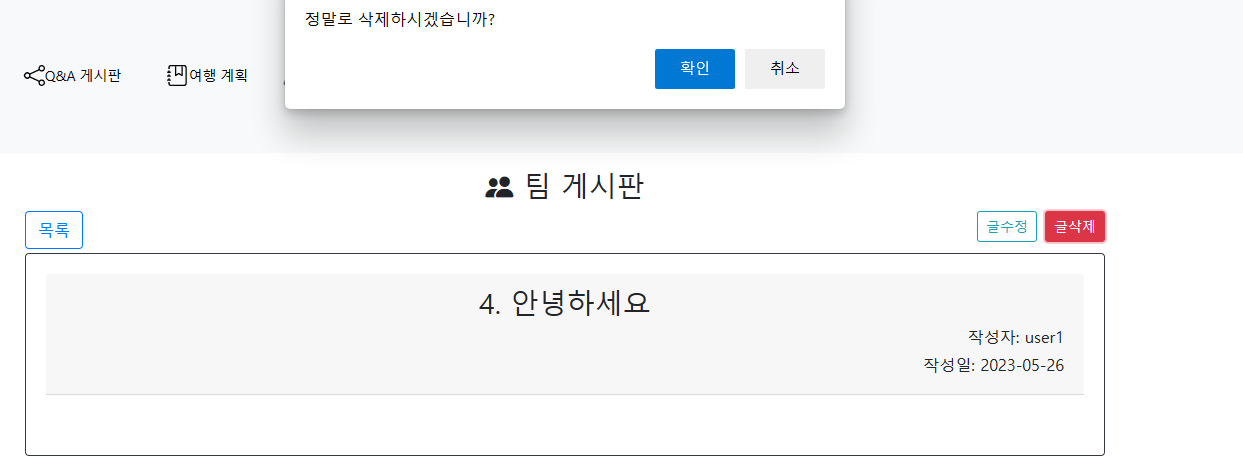 정말로 삭제하시겠습니까?
확인 취소
Q&A 게시판 여행 계획
팀 게시판
목록 글수정 글삭제
4. 안녕하세요
작성자: user1
작성일: 2023-05-26